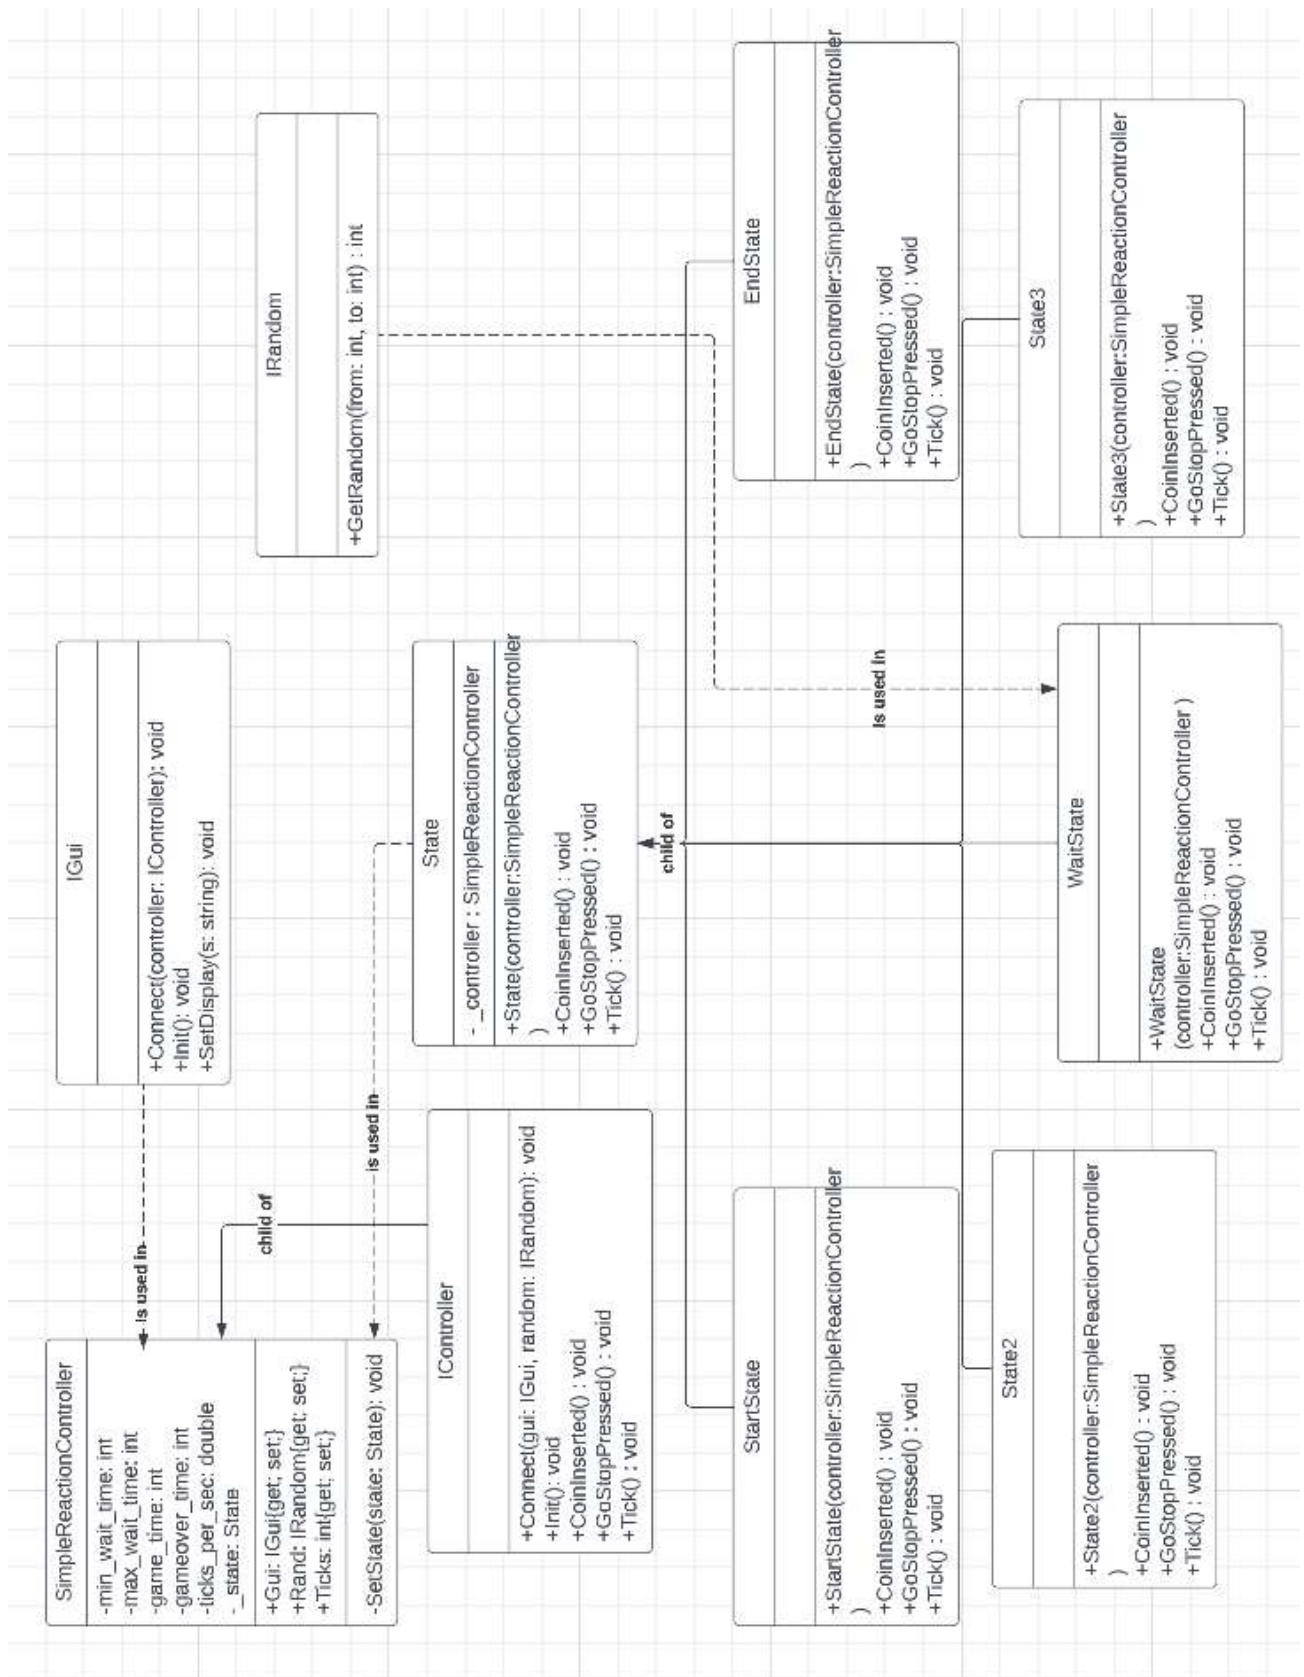 SimpleReactionController
-min_wait_time: int
-max_wait_time: int
-game_time: int
-gameover_time: int
-ticks_per_sec: double
-_state: State
+Gui: IGui{get; set;}
+Rand: IRandom{get; set;}
+Ticks: int{get; set;}
-SetState(state: State): void
Is used in
child of
is used in
IGui
+Connect(controller: IController): void
+Init(): void
+SetDisplay(s: string): void
IRandom
+GetRandom(from: int, to: int) : int
IController
+Connect(gui: IGui, random: IRandom): void
+Init(): void
+CoinInserted() : void
+GoStopPressed() : void
+Tick() : void
State
- _controller : SimpleReactionController
+State(controller:SimpleReactionController
)
+CoinInserted() : void
+GoStopPressed() : void
+Tick() : void
child of
Is used in
StartState
+StartState(controller:SimpleReactionController
)
+CoinInserted() : void
+GoStopPressed() : void
+Tick() : void
EndState
+EndState(controller:SimpleReactionController
)
+CoinInserted() : void
+GoStopPressed() : void
+Tick() : void
State2
+State2(controller:SimpleReactionController
)
+CoinInserted() : void
+GoStopPressed() : void
+Tick() : void
WaitState
+WaitState
(controller:SimpleReactionController )
+CoinInserted() : void
+GoStopPressed() : void
+Tick() : void
State3
+State3(controller:SimpleReactionController
)
+CoinInserted() : void
+GoStopPressed() : void
+Tick() : void